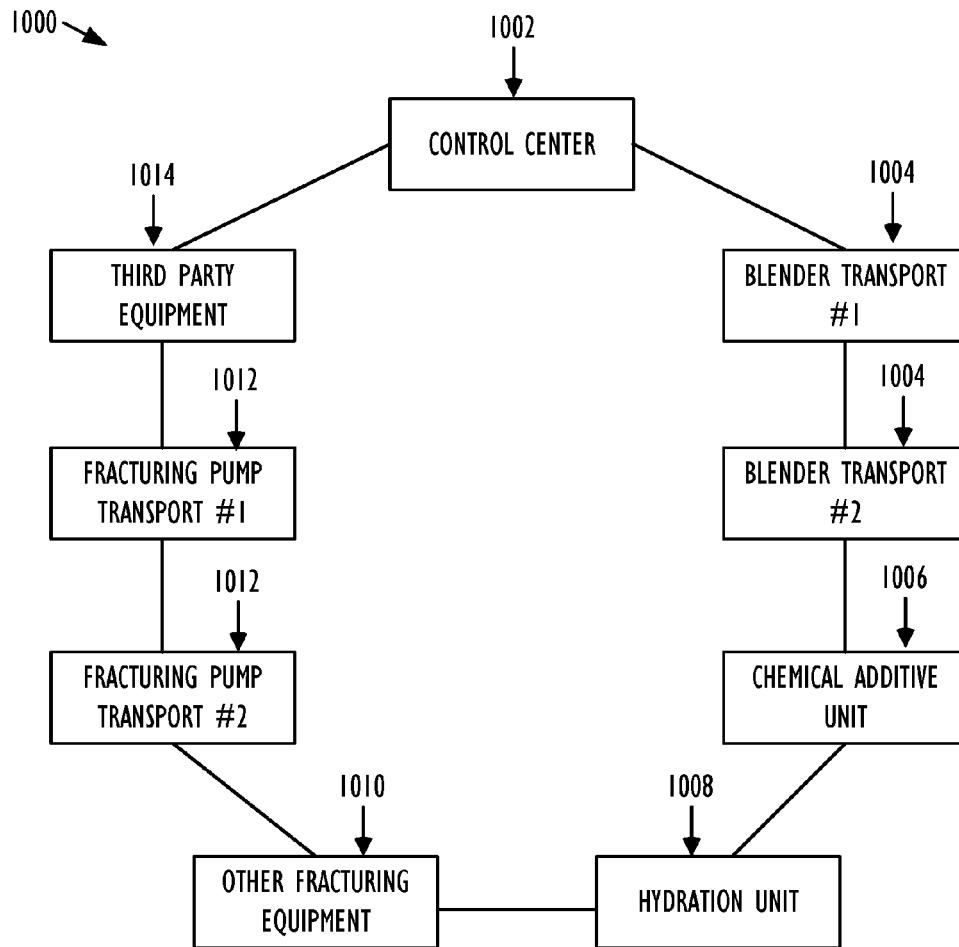 1000
1002
CONTROL CENTER
1014
THIRD PARTY
EQUIPMENT
1004
BLENDER TRANSPORT
#1
1012
FRACTURING PUMP
TRANSPORT #1
1004
BLENDER TRANSPORT
#2
1012
FRACTURING PUMP
TRANSPORT #2
1006
CHEMICAL ADDITIVE
UNIT
1010
OTHER FRACTURING
EQUIPMENT
1008
HYDRATION UNIT